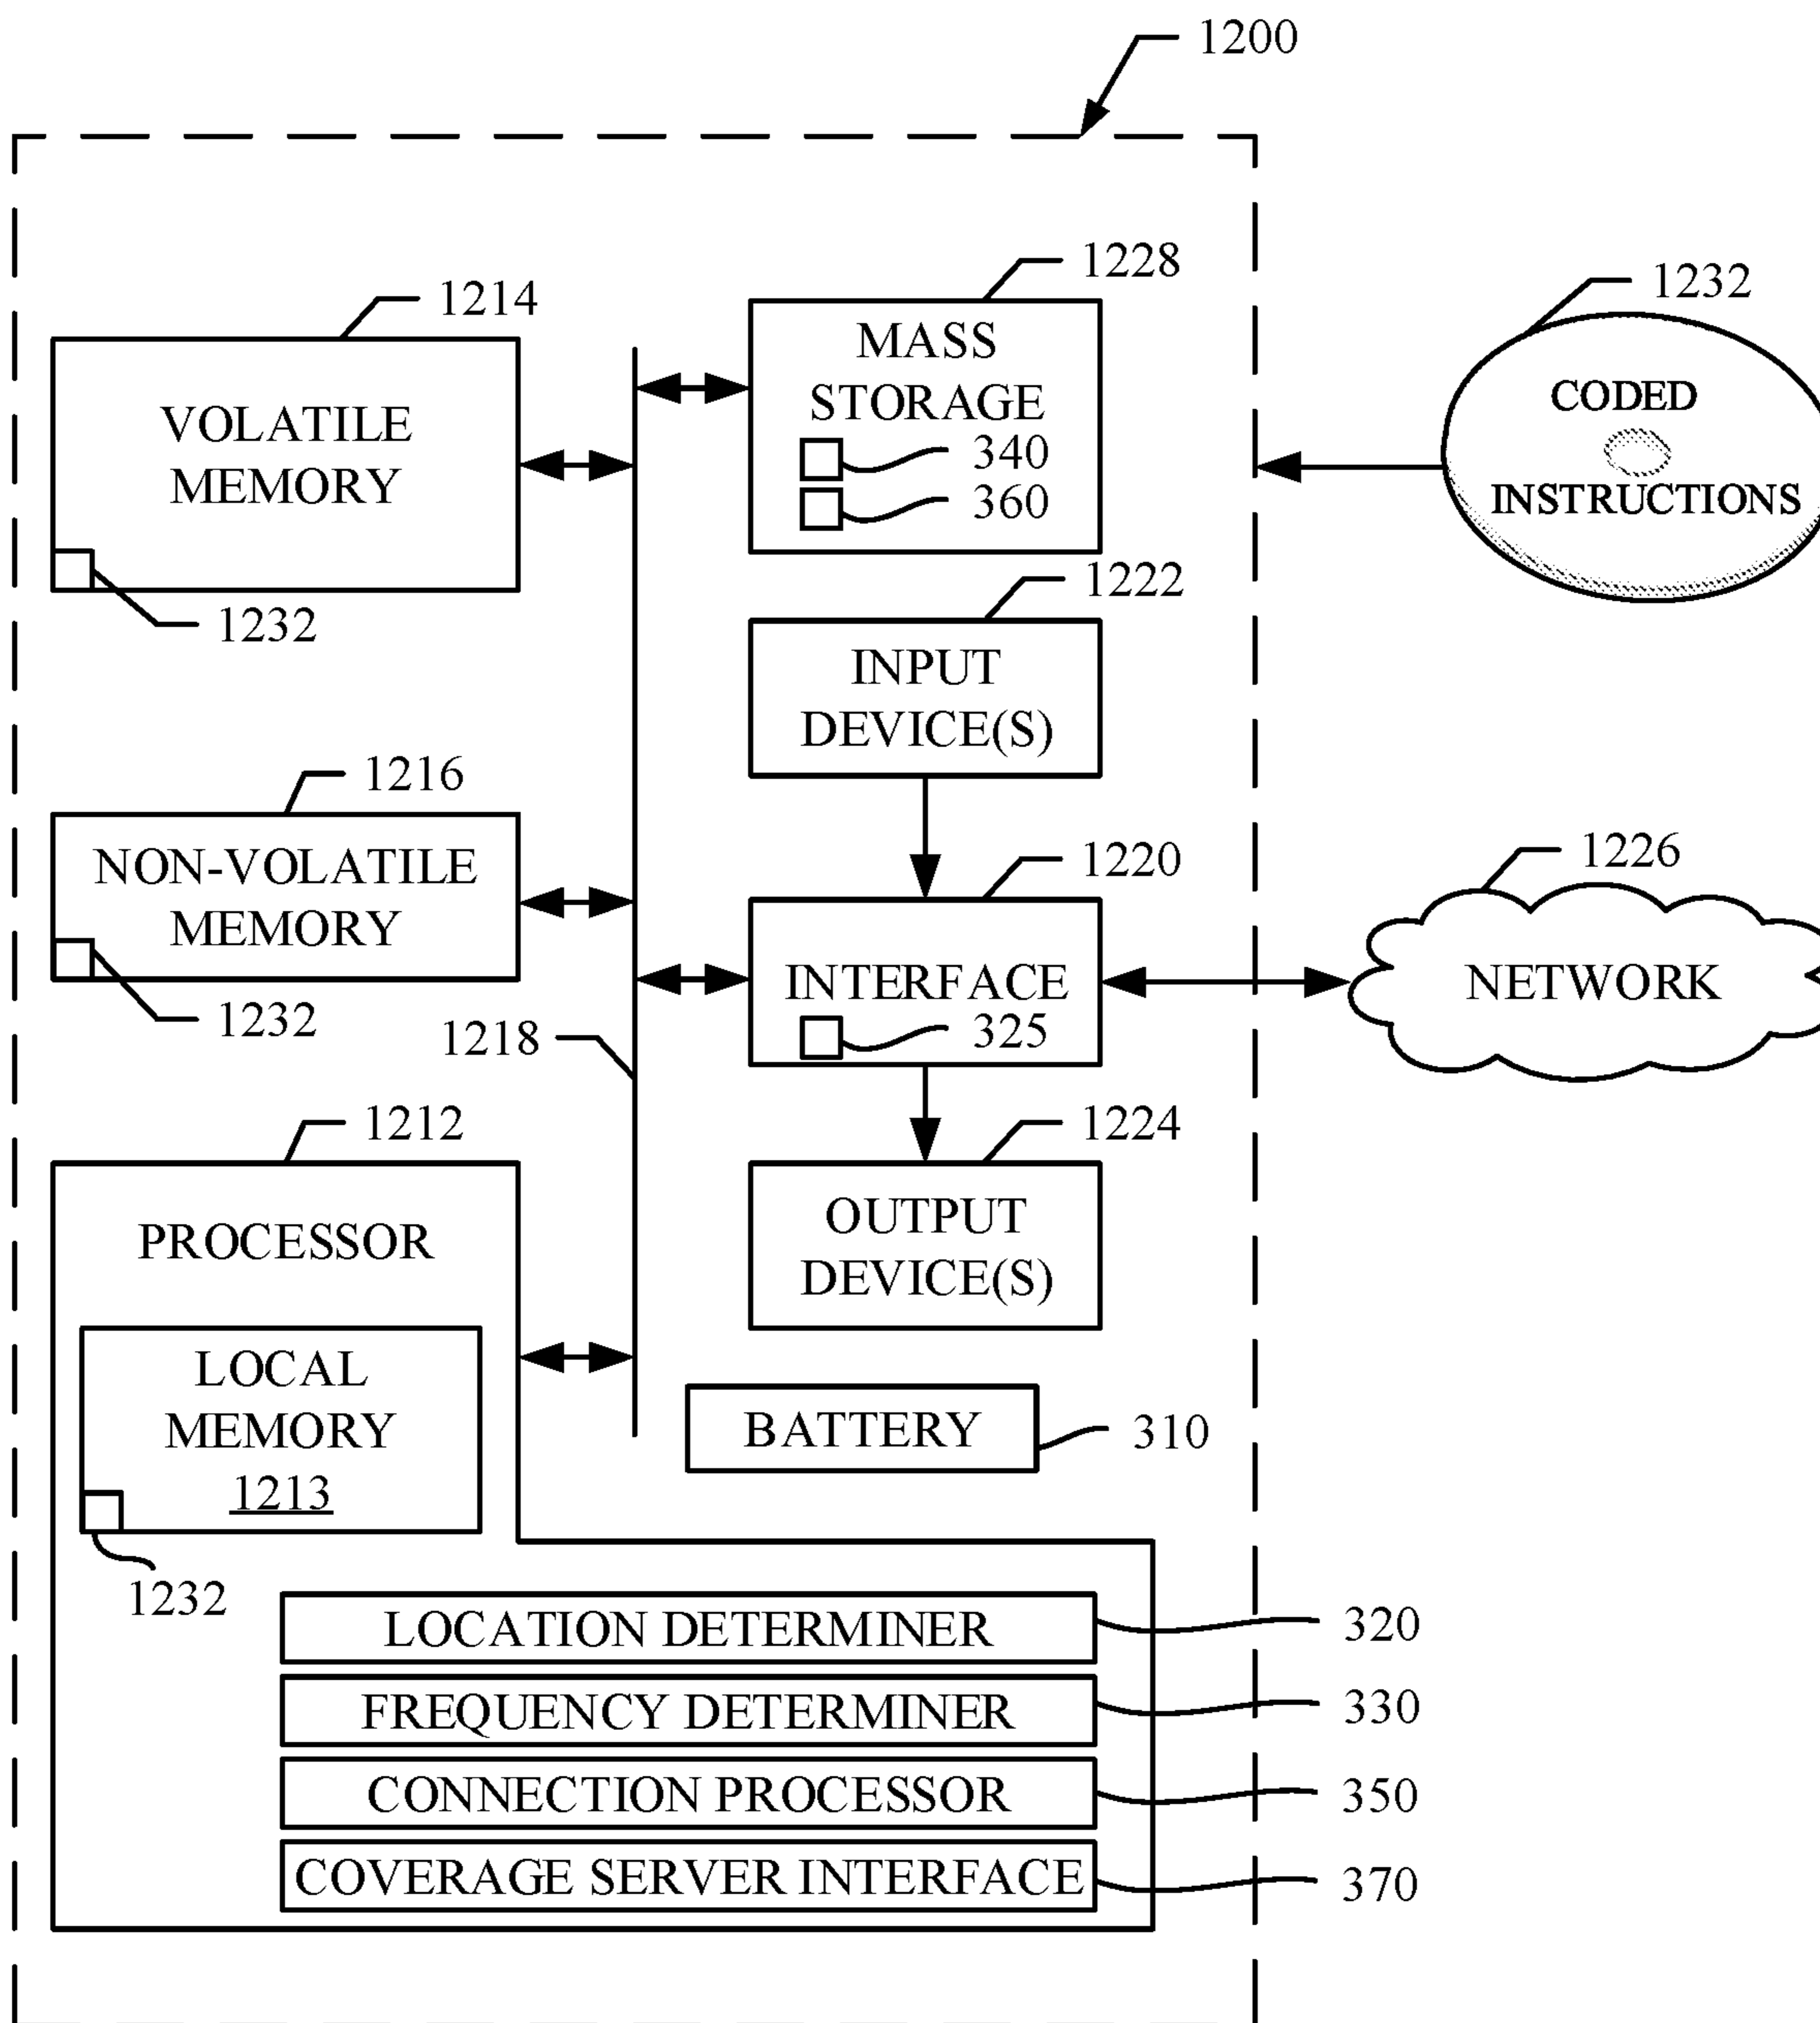 1200
1228
MASS
STORAGE
340
360
1214
VOLATILE
MEMORY
1232
1232
CODED
INSTRUCTIONS
1222
INPUT
DEVICE(S)
1216
NON-VOLATILE
MEMORY
1232
1218
1220
INTERFACE
325
1226
NETWORK
1224
OUTPUT
DEVICE(S)
1212
PROCESSOR
LOCAL
MEMORY
1213
1232
BATTERY
310
LOCATION DETERMINER
320
FREQUENCY DETERMINER
330
CONNECTION PROCESSOR
350
COVERAGE SERVER INTERFACE
370